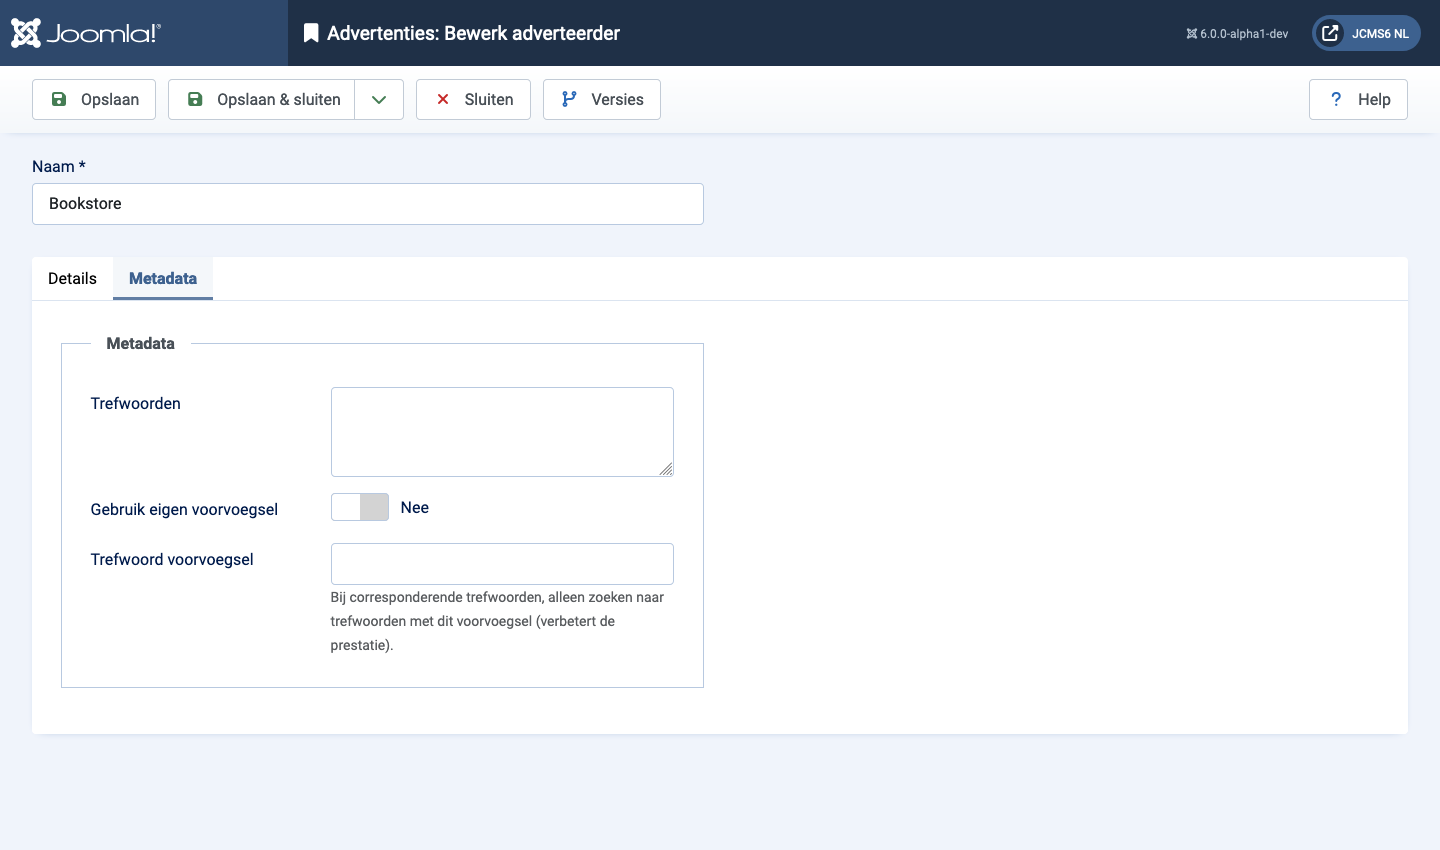 Joomla!®
Advertenties: Bewerk adverteerder
6.0.0-alpha1-dev
JCMS6 NL
Opslaan
Opslaan & sluiten
Sluiten
Versies
? Help
Naam *
Bookstore
Details
Metadata
Metadata
Trefwoorden
Gebruik eigen voorvoegsel
Nee
Trefwoord voorvoegsel
Bij corresponderende trefwoorden, alleen zoeken naar
trefwoorden met dit voorvoegsel (verbetert de
prestatie).